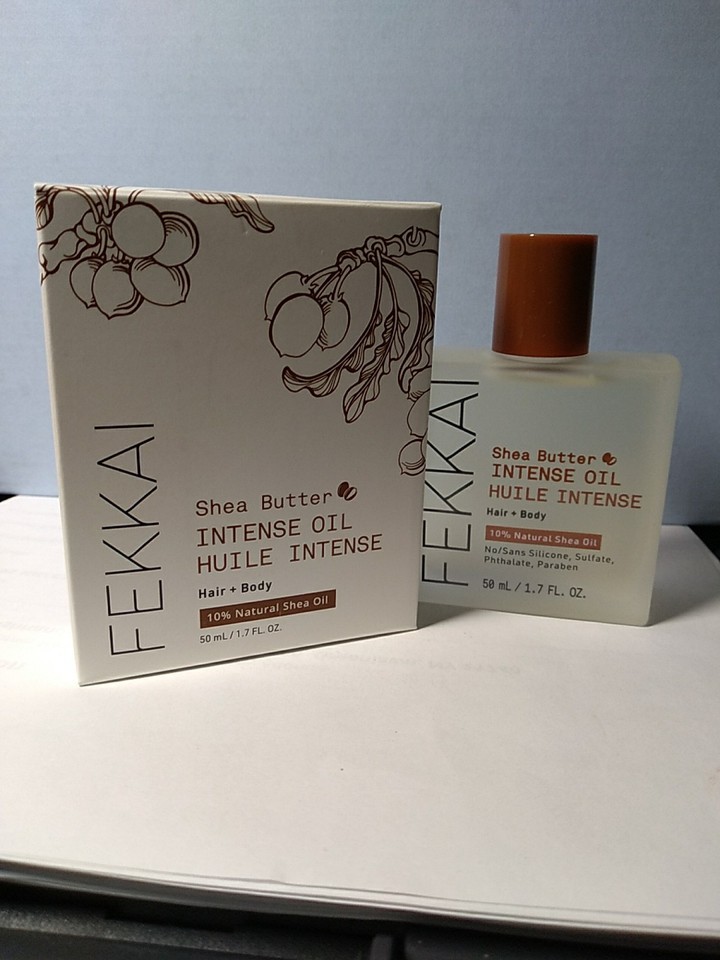 FEKKAI
Shea Butter
INTENSE OIL
HUILE INTENSE
Hair + Body
10% Natural Shea Oil
50 mL / 1.7 FL. OZ.
FEKKAI
Shea Butter
INTENSE OIL
HUILE INTENSE
Hair + Body
10% Natural Shea Oil
No/Sans Silicone, Sulfate,
Phthalate, Paraben
50 mL / 1.7 FL. OZ.